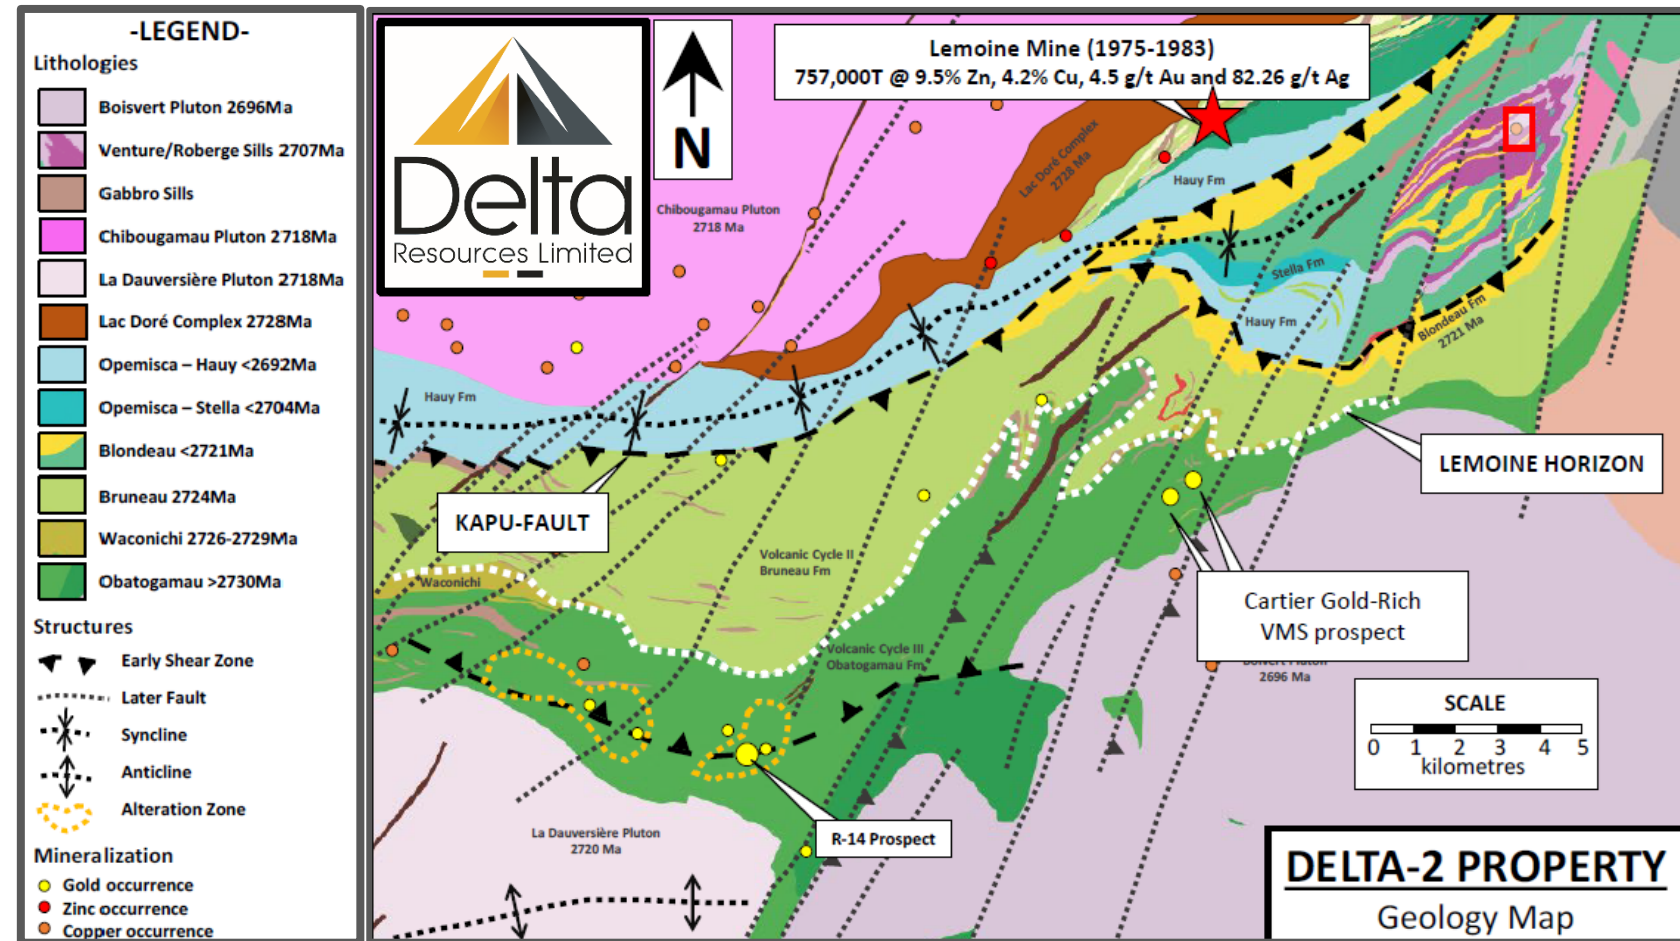 -LEGEND-
Lithologies
Boisvert Pluton 2696Ma
Venture/Roberge Sills 2707Ma
Gabbro Sills
Chibougamau Pluton 2718Ma
La Dauversière Pluton 2718Ma
Lac Doré Complex 2728Ma
Opemisca – Hauy <2692Ma
Opemisca – Stella <2704Ma
Blondeau <2721Ma
Bruneau 2724Ma
Waconichi 2726-2729Ma
Obatogamau >2730Ma
Structures
Early Shear Zone
Later Fault
Syncline
Anticline
Alteration Zone
Mineralization
Gold occurrence
Zinc occurrence
Copper occurrence
Delta
Resources Limited
N
Lemoine Mine (1975-1983)
757,000T @ 9.5% Zn, 4.2% Cu, 4.5 g/t Au and 82.26 g/t Ag
Chibougamau Pluton
2718 Ma
Lac Doré Complex
2728 Ma
Hauy Fm
Stella Fm
Hauy Fm
Blondeau Fm
2721 Ma
Hauy Fm
LEMOINE HORIZON
KAPU-FAULT
Volcanic Cycle II
Bruneau Fm
Waconichi
Cartier Gold-Rich
VMS prospect
Volcanic Cycle III
Obatogamau Fm
2696 Ma
SCALE
0 1 2 3 4 5
kilometres
La Dauversière Pluton
2720 Ma
R-14 Prospect
DELTA-2 PROPERTY
Geology Map